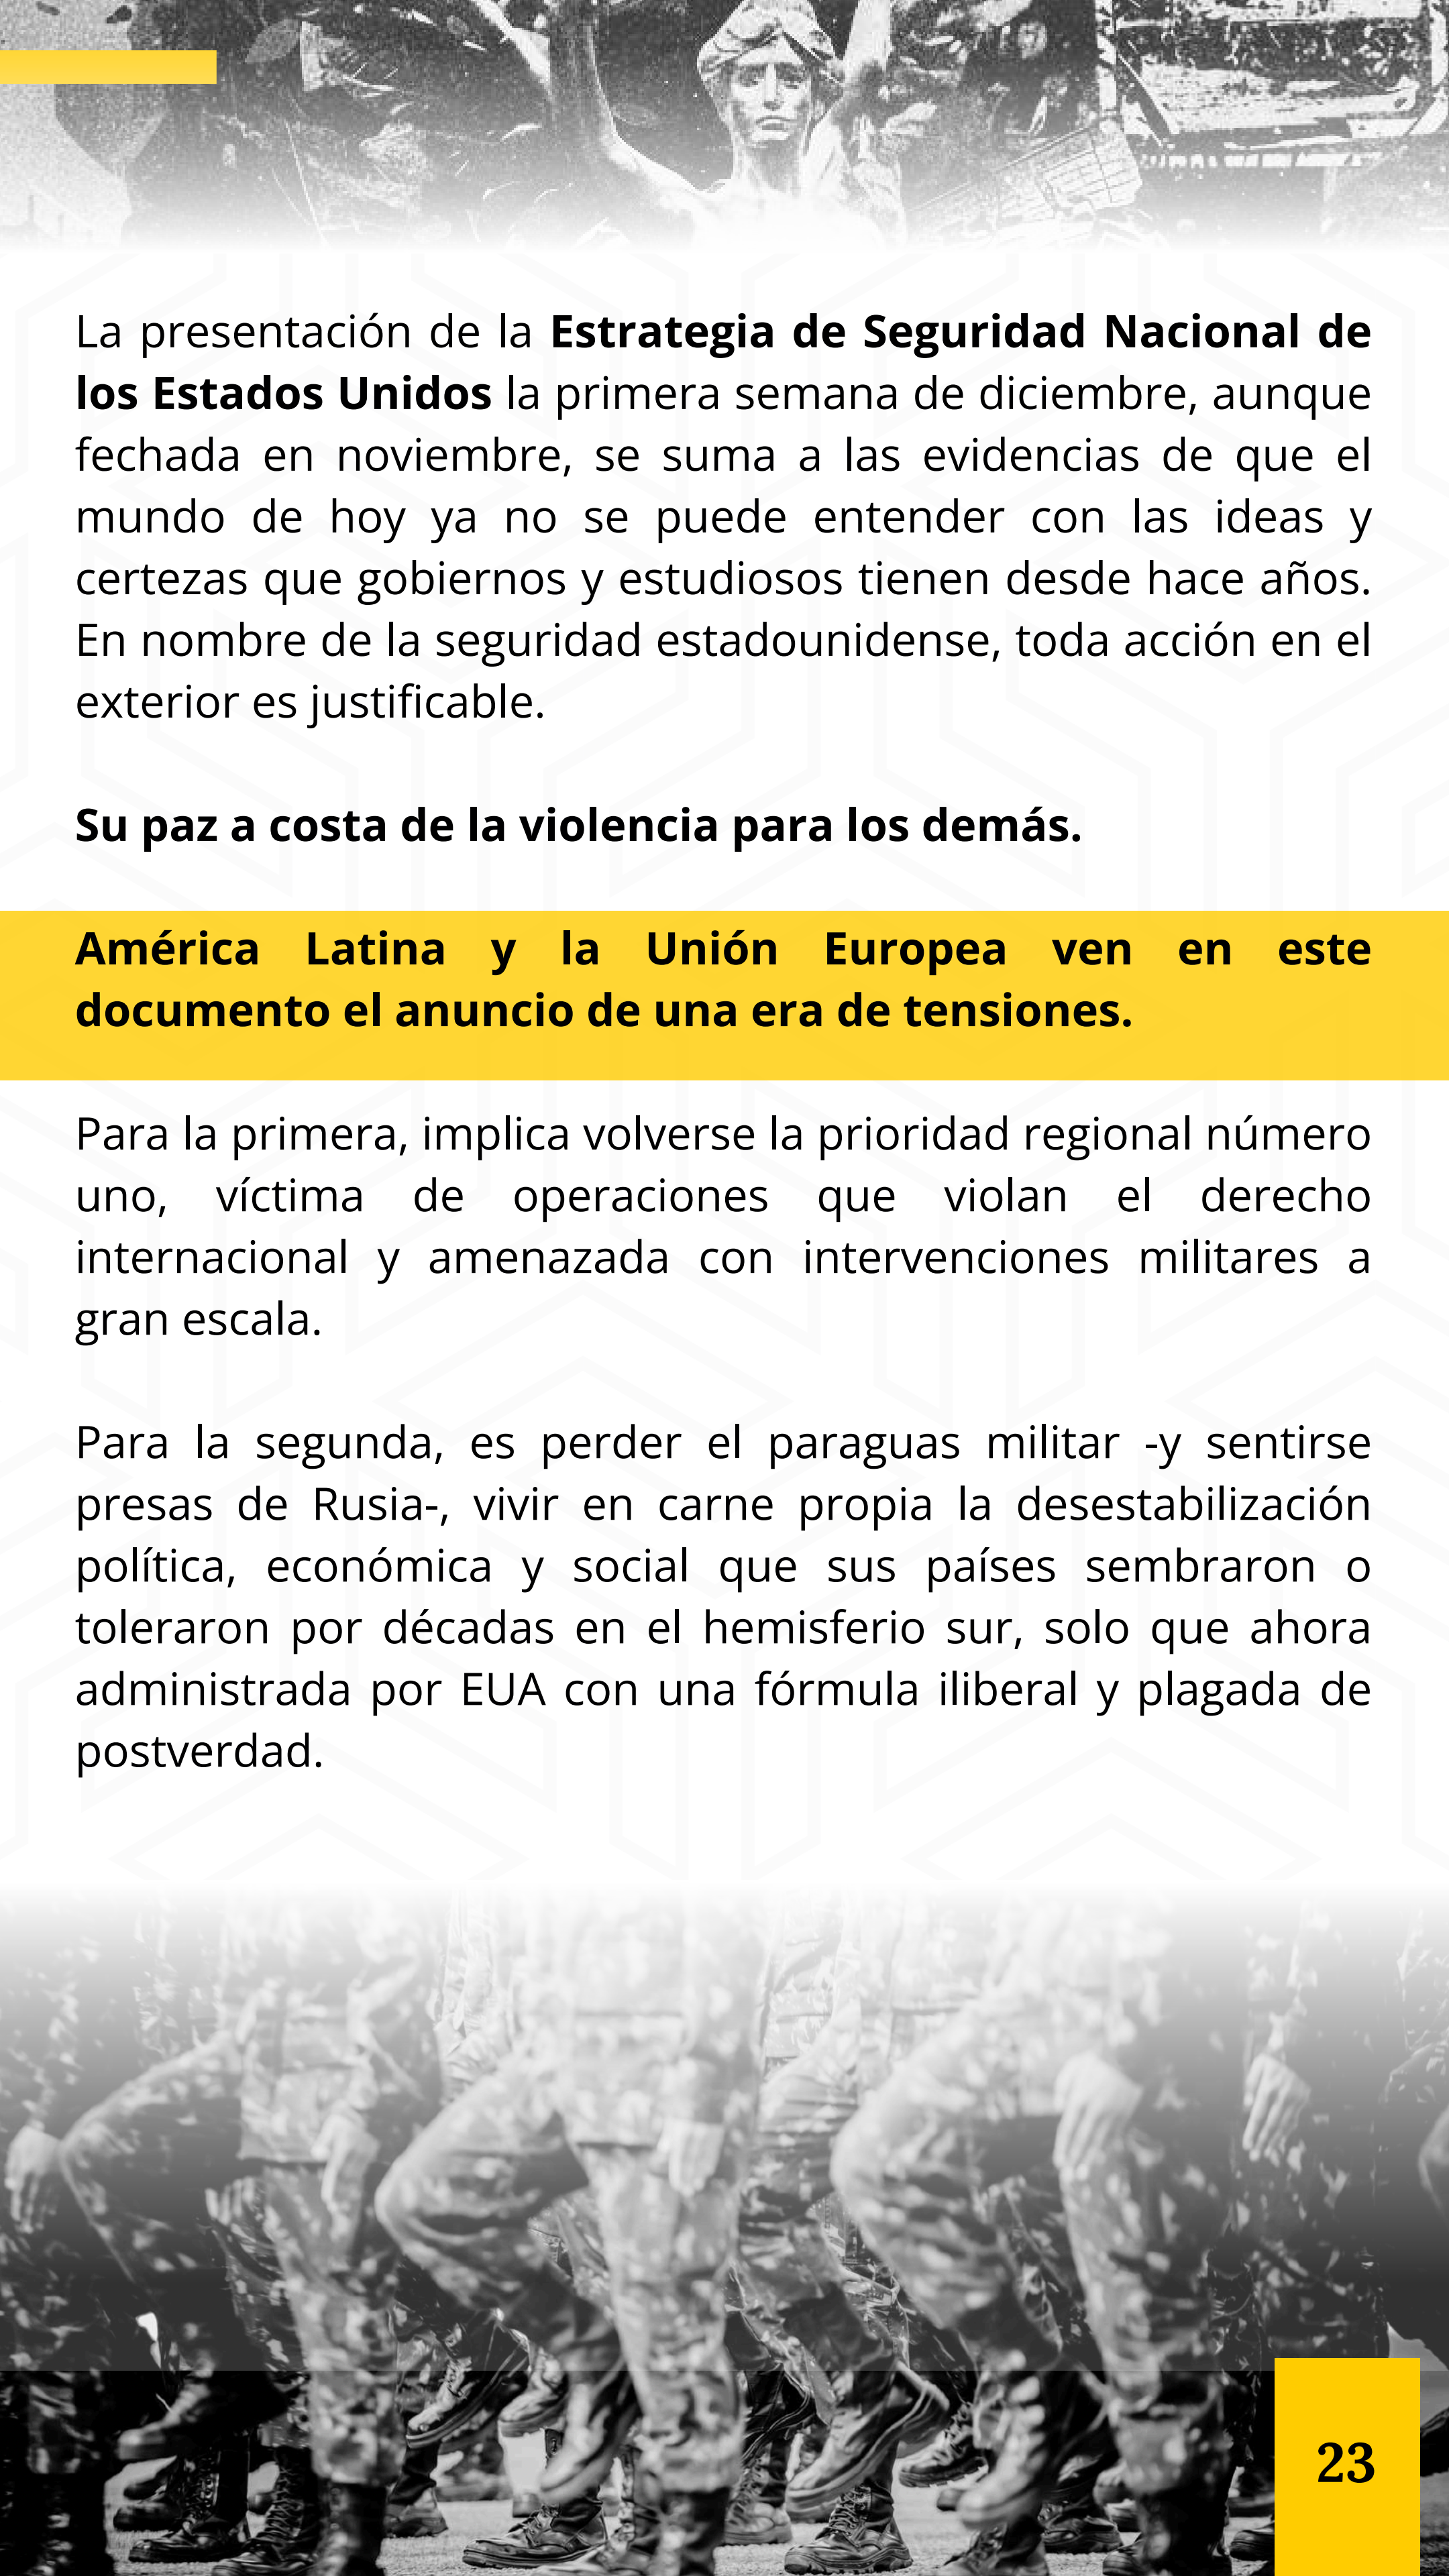 La presentación de la Estrategia de Seguridad Nacional de
los Estados Unidos la primera semana de diciembre, aunque
fechada en noviembre, se suma a las evidencias de que el
mundo de hoy ya no se puede entender con las ideas y
certezas que gobiernos y estudiosos tienen desde hace años.
En nombre de la seguridad estadounidense, toda acción en el
exterior es justificable.
Su paz a costa de la violencia para los demás.
América Latina y la Unión Europea ven en este
documento el anuncio de una era de tensiones.
Para la primera, implica volverse la prioridad regional número
uno, víctima de operaciones que violan el derecho
internacional y amenazada con intervenciones militares a
gran escala.
Para la segunda, es perder el paraguas militar -y sentirse
presas de Rusia-, vivir en carne propia la desestabilización
política, económica y social que sus países sembraron o
toleraron por décadas en el hemisferio sur, solo que ahora
administrada por EUA con una fórmula iliberal y plagada de
postverdad.
23